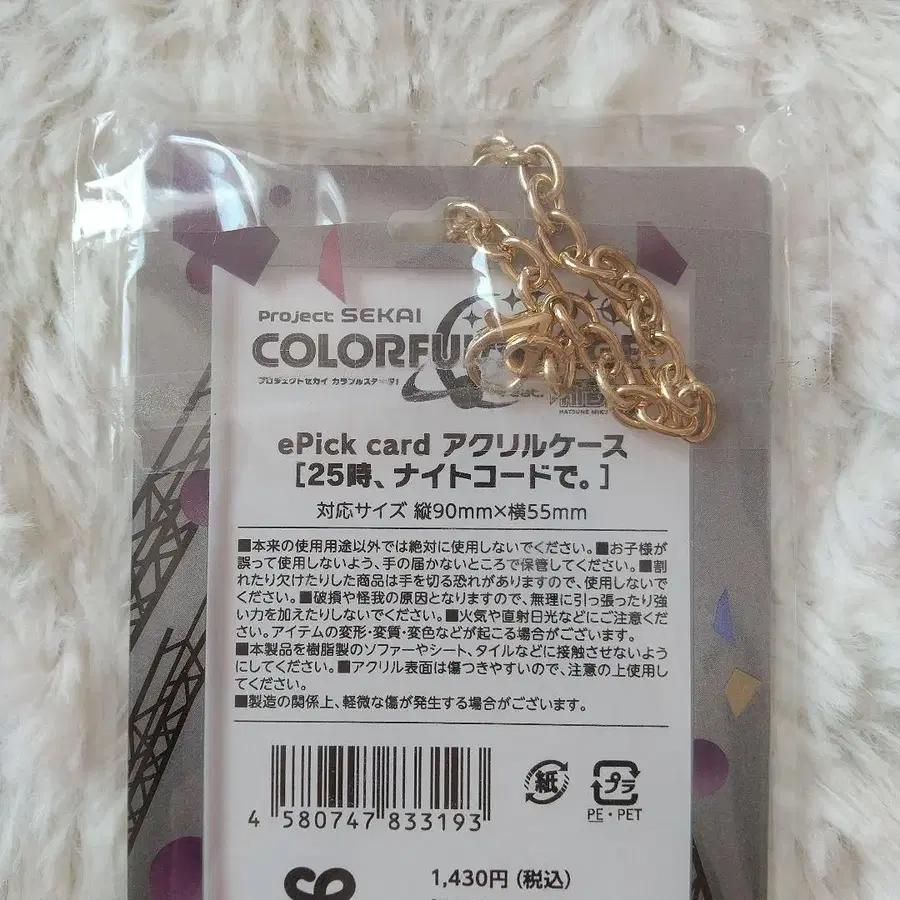 Project SEKAI
COLORFUL
プロジェクトセカイ カラフルステージ!
feat.
HATSUNE MIKU
ePick card アクリルケース
[25時、ナイトコードで。]
対応サイズ 縦90mm×横55mm
■本来の使用用途以外では絶対に使用しないでください。■お子様が
誤って使用しないよう、手の届かないところで保管してください。■割
れたり欠けたりした商品は手を切る恐れがありますので、使用しないで
ください。■破損や怪我の原因となりますので、無理に引っ張ったり強
い力を加えたりしないでください。■火気や直射日光などにご注意くだ
さい。アイテムの変形・変質・変色などが起こる場合がございます。
■本製品を樹脂製のソファーやシート、タイルなどに接触させないよう
にしてください。■アクリル表面は傷つきやすいので、注意の上使用し
てください。
■製造の関係上、軽微な傷が発生する場合がございます。
紙
プラ
PE・PET
4 580747 833193
1,430円(税込)